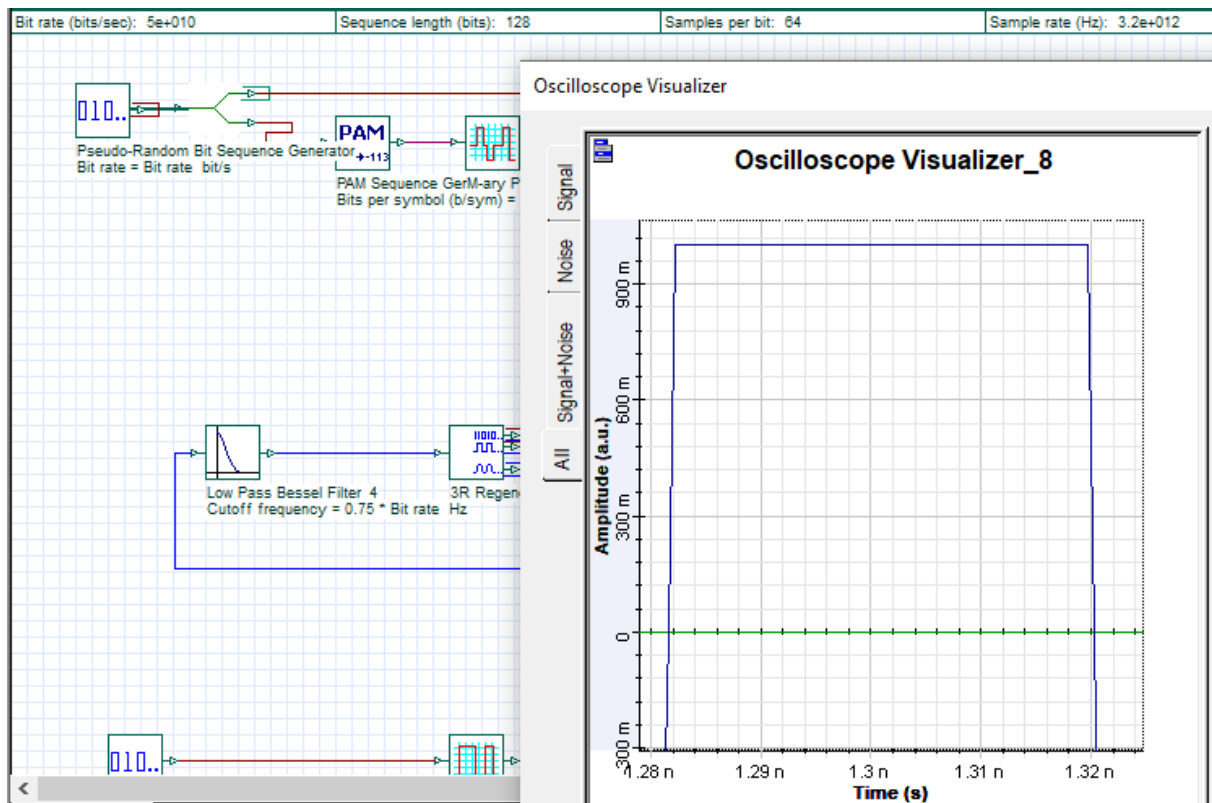 Bit rate (bits/sec): 5e+010 Sequence length (bits): 128 Samples per bit: 64 Sample rate (Hz): 3.2e+012
Oscilloscope Visualizer
010..
Pseudo-Random Bit Sequence Generator
Bit rate = Bit rate bit/s
PAM
-113
PAM Sequence GerM-ary P
Bits per symbol (b/sym) =
Low Pass Bessel Filter 4
Cutoff frequency = 0.75 * Bit rate Hz
11010..
3R Regen
010..
Signal
Noise
Signal+Noise
All
Oscilloscope Visualizer_8
Amplitude (a.u.)
900 m
600 m
300 m
0
300 m
1.28 n 1.29 n 1.3 n 1.31 n 1.32 n
Time (s)